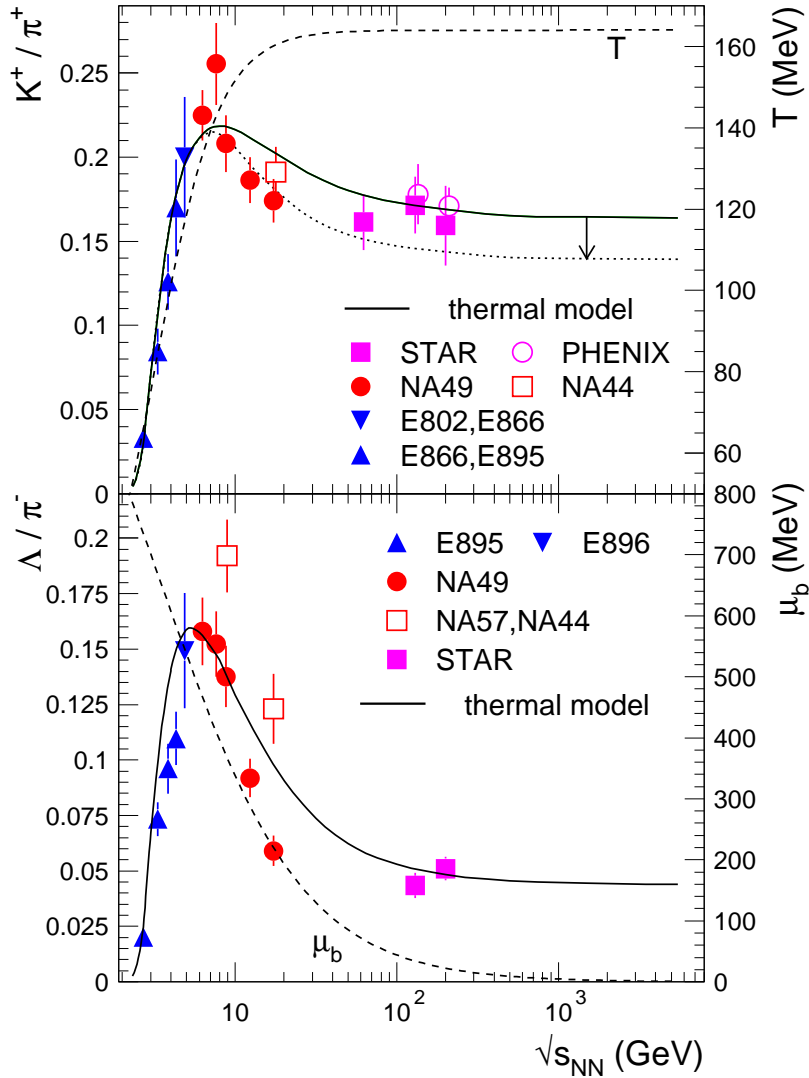 K⁺ / π⁺
0.25
0.2
0.15
0.1
0.05
0
T
T (MeV)
160
140
120
100
80
60
thermal model
STAR PHENIX
NA49 NA44
E802,E866
E866,E895
Λ / π⁻
0.2
0.175
0.15
0.125
0.1
0.075
0.05
0.025
0
E895 E896
NA49
NA57,NA44
STAR
thermal model
μb
μb (MeV)
800
700
600
500
400
300
200
100
0
10 10² 10³
√sNN (GeV)